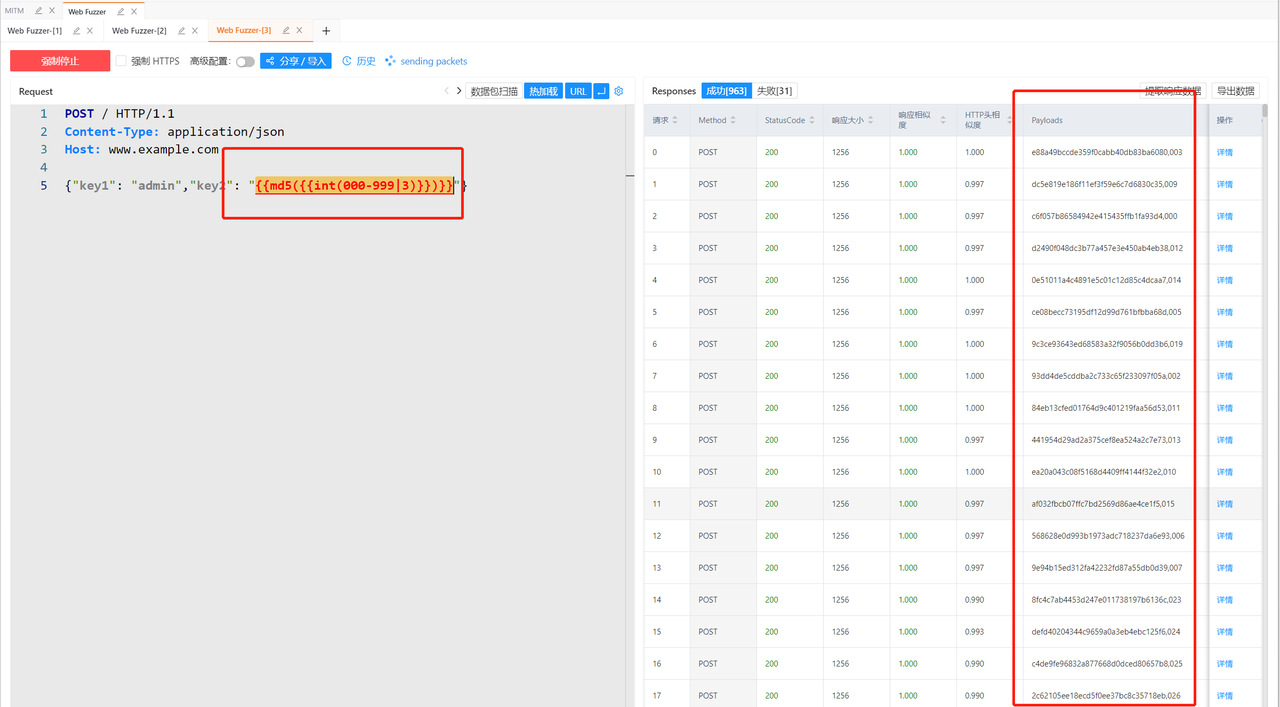 MITM
Web Fuzzer
Web Fuzzer-[1]
Web Fuzzer-[2]
Web Fuzzer-[3]
强制停止
强制 HTTPS
高级配置:
分享 / 导入
历史
sending packets
Request
数据包扫描
热加载
URL
1 POST / HTTP/1.1
2 Content-Type: application/json
3 Host: www.example.com
4
5 {"key1": "admin","key2": "{{md5({{int(000-999|3)}})}}"}
Responses
成功[963]
失败[31]
提取响应数据
导出数据
请求 Method StatusCode 响应大小 响应相似度 HTTP头相似度 Payloads 操作
0 POST 200 1256 1.000 1.000 e88a49bccde359f0cabb40db83ba6080,003 详情
1 POST 200 1256 1.000 0.997 dc5e819e186f11ef3f59e6c7d6830c35,009 详情
2 POST 200 1256 1.000 0.997 c6f057b86584942e415435ffb1fa93d4,000 详情
3 POST 200 1256 1.000 0.997 d2490f048dc3b77a457e3e450ab4eb38,012 详情
4 POST 200 1256 1.000 1.000 0e51011a4c4891e5c01c12d85c4dcaa7,014 详情
5 POST 200 1256 1.000 0.997 ce08becc73195df12d99d761bfbba68d,005 详情
6 POST 200 1256 1.000 1.000 9c3ce93643ed68583a32f9056b0dd3b6,019 详情
7 POST 200 1256 1.000 0.997 93dd4de5cddba2c733c65f233097f05a,002 详情
8 POST 200 1256 1.000 1.000 84eb13cfed01764d9c401219faa56d53,011 详情
9 POST 200 1256 1.000 0.997 441954d29ad2a375cef8ea524a2c7e73,013 详情
10 POST 200 1256 1.000 1.000 ea20a043c08f5168d4409ff4144f32e2,010 详情
11 POST 200 1256 1.000 0.997 af032fbcb07ffc7bd2569d86ae4ce1f5,015 详情
12 POST 200 1256 1.000 0.997 568628e0d993b1973adc718237da6e93,006 详情
13 POST 200 1256 1.000 0.997 9e94b15ed312fa42232fd87a55db0d39,007 详情
14 POST 200 1256 1.000 0.990 8fc4c7ab4453d247e011738197b6136c,023 详情
15 POST 200 1256 1.000 0.993 defd40204344c9659a0a3eb4ebc125f6,024 详情
16 POST 200 1256 1.000 0.990 c4de9fe96832a877668d0dced80657b8,025 详情
17 POST 200 1256 1.000 0.990 2c62105ee18ecd5f0ee37bc8c35718eb,026 详情